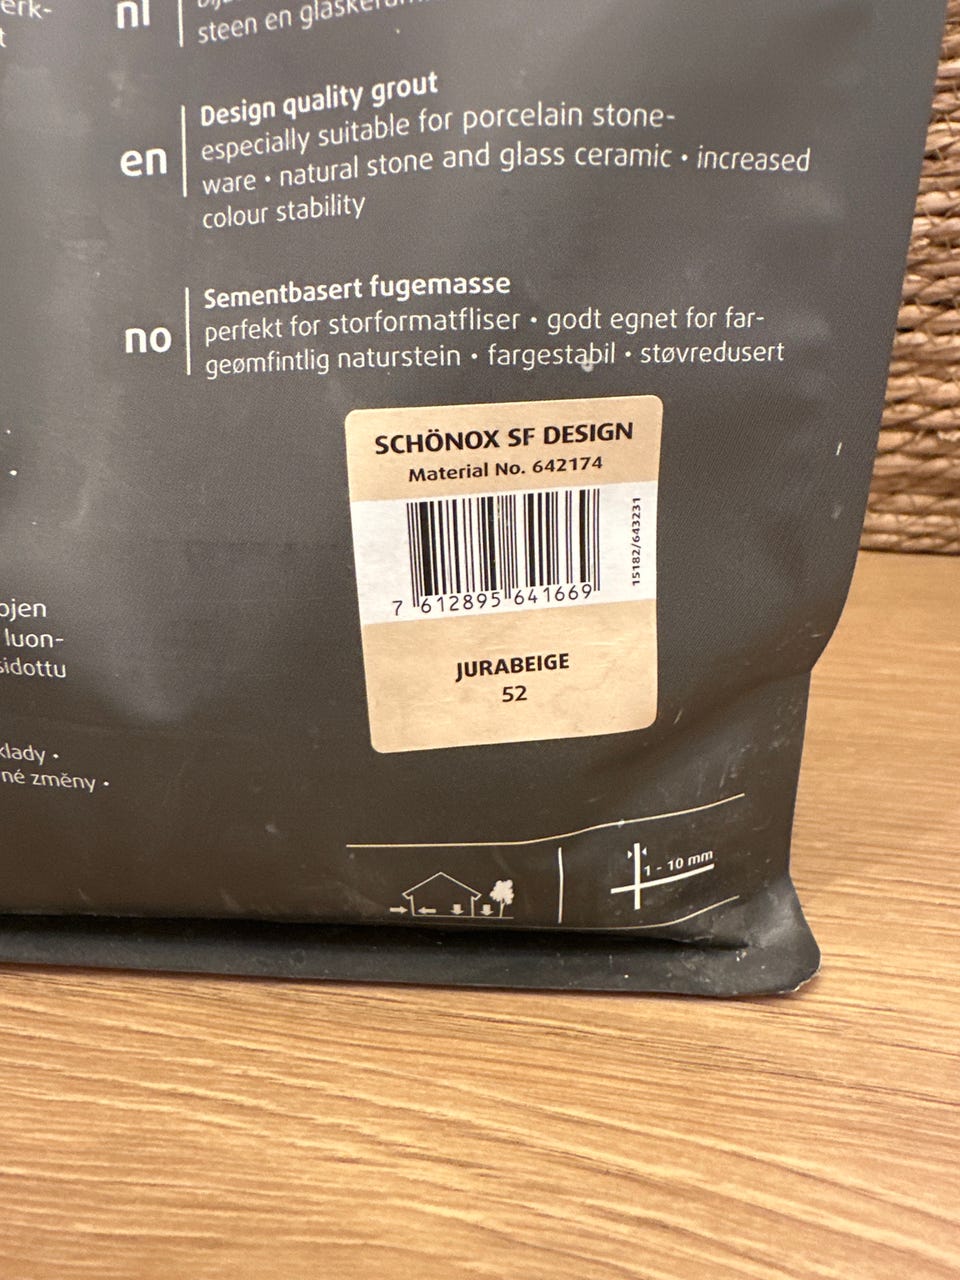 erk-
t
nl
steen en
en
Design quality grout
especially suitable for porcelain stone-
ware • natural stone and glass ceramic • increased
colour stability
no
Sementbasert fugemasse
perfekt for storformatfliser • godt egnet for far-
geømfintlig naturstein • fargestabil • støvredusert
SCHÖNOX SF DESIGN
Material No. 642174
7 612895 641669
15182/643231
JURABEIGE
52
ojen
luon-
sidottu
klady •
né změny •
1 - 10 mm